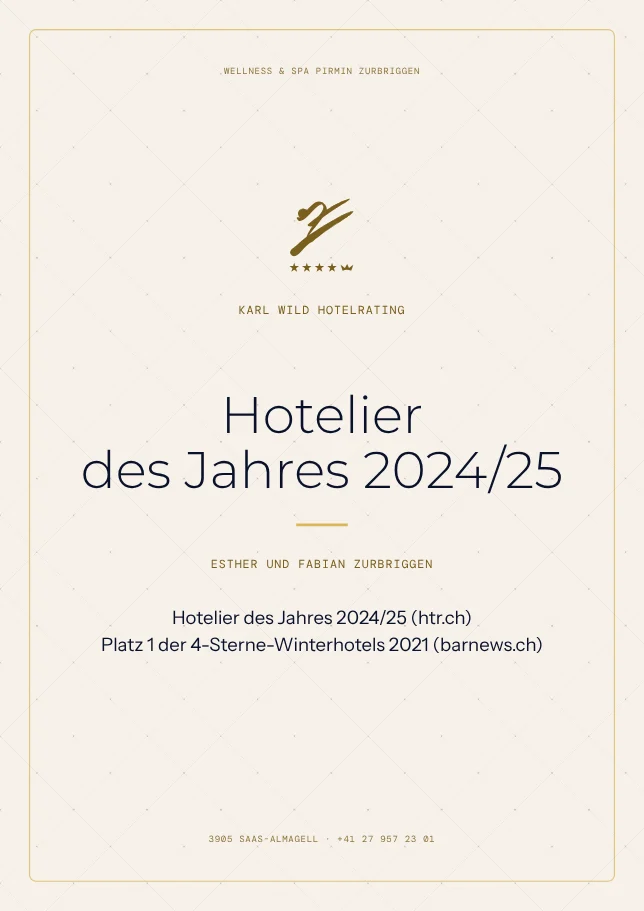 WELLNESS & SPA PIRMIN ZURBRIGGEN
KARL WILD HOTELRATING
Hotelier
des Jahres 2024/25
ESTHER UND FABIAN ZURBRIGGEN
Hotelier des Jahres 2024/25 (htr.ch)
Platz 1 der 4-Sterne-Winterhotels 2021 (barnews.ch)
3905 SAAS-ALMAGELL · +41 27 957 23 01